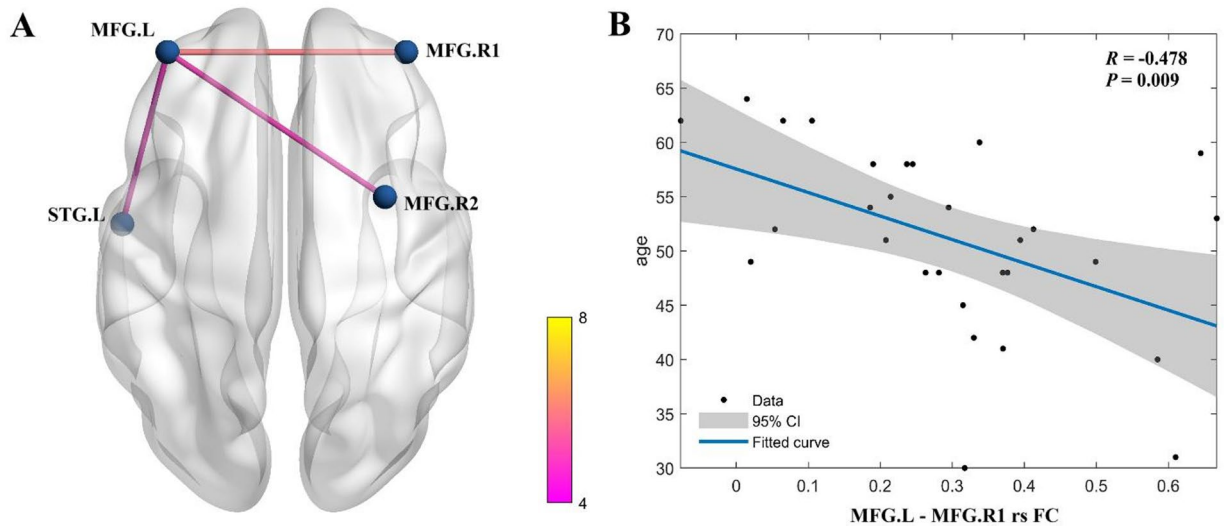 A
MFG.L
MFG.R1
MFG.R2
STG.L
8
4
B
R = -0.478
P = 0.009
70
65
60
55
50
45
40
35
30
age
Data
95% CI
Fitted curve
0 0.1 0.2 0.3 0.4 0.5 0.6
MFG.L - MFG.R1 rs FC